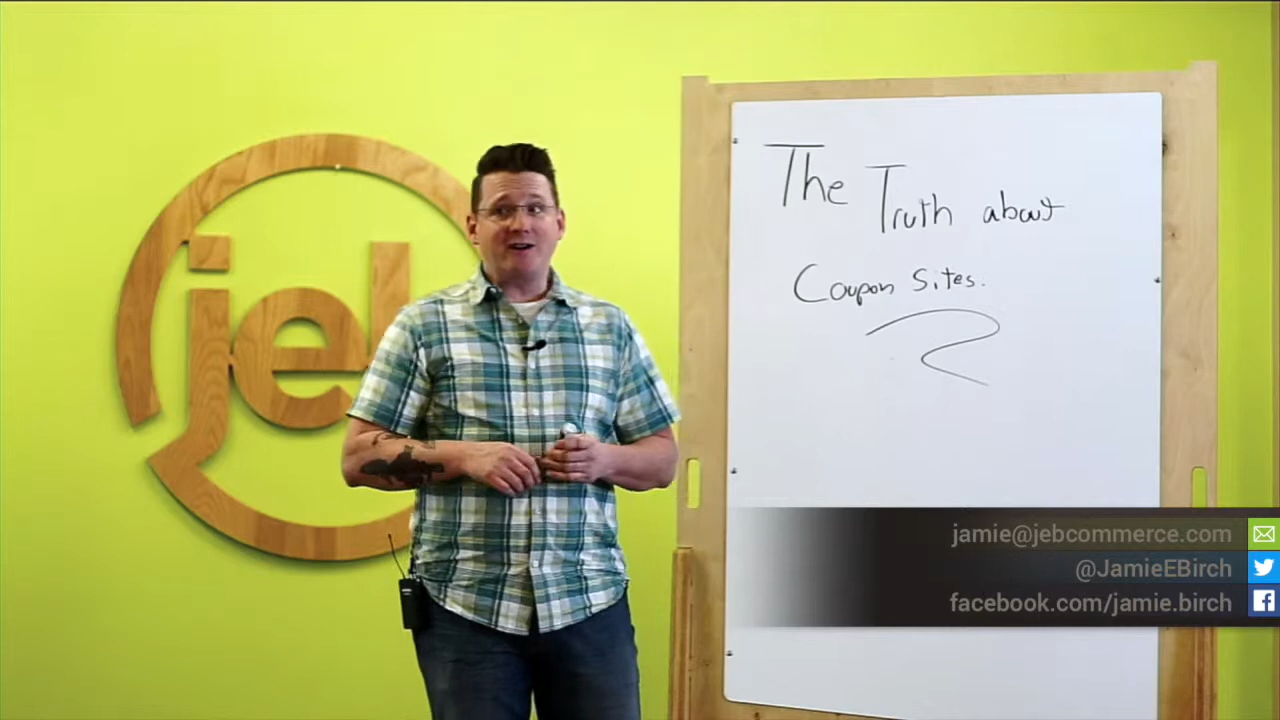 jeb
The Truth about
Coupon Sites.
jamie@jebcommerce.com
@JamieEBirch
facebook.com/jamie.birch